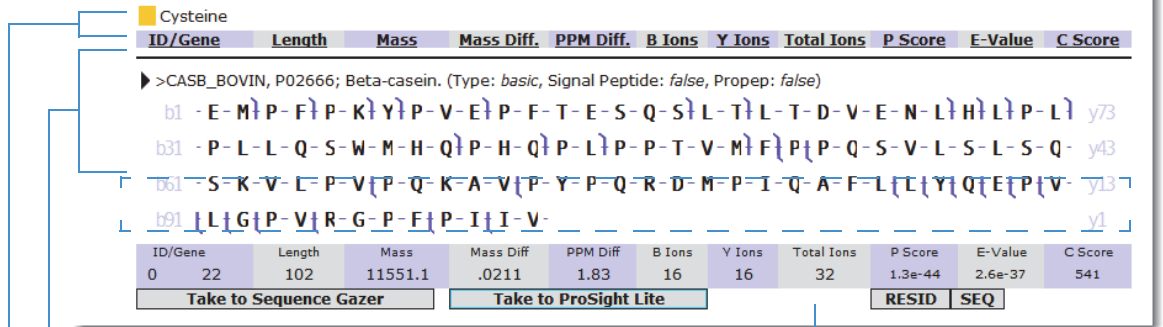 Cysteine
ID/Gene Length Mass Mass Diff. PPM Diff. B Ions Y Ions Total Ions P Score E-Value C Score
>CASB_BOVIN, P02666; Beta-casein. (Type: basic, Signal Peptide: false, Propep: false)
b1 -E-M}P-F}P-K}Y}P-V-E}P-F-T-E-S-Q-S}L-T}L-T-D-V-E-N-L}H}L}P-L} y73
b31 -P-L-L-Q-S-W-M-H-Q}P-H-Q}P-L}P-P-T-V-M}F}P{P-Q-S-V-L-S-L-S-Q- y43
b61 -S-K-V-L-P-V{P-Q-K-A-V{P-Y-P-Q-R-D-M-P-I-Q-A-F-L{L{Y{Q{E{P{V- y13
b91 {L{G{P-V{R-G-P-F{P-I{I-V- y1
ID/Gene Length Mass Mass Diff PPM Diff B Ions Y Ions Total Ions P Score E-Value C Score
0 22 102 11551.1 .0211 1.83 16 16 32 1.3e-44 2.6e-37 541
Take to Sequence Gazer Take to ProSight Lite RESID SEQ